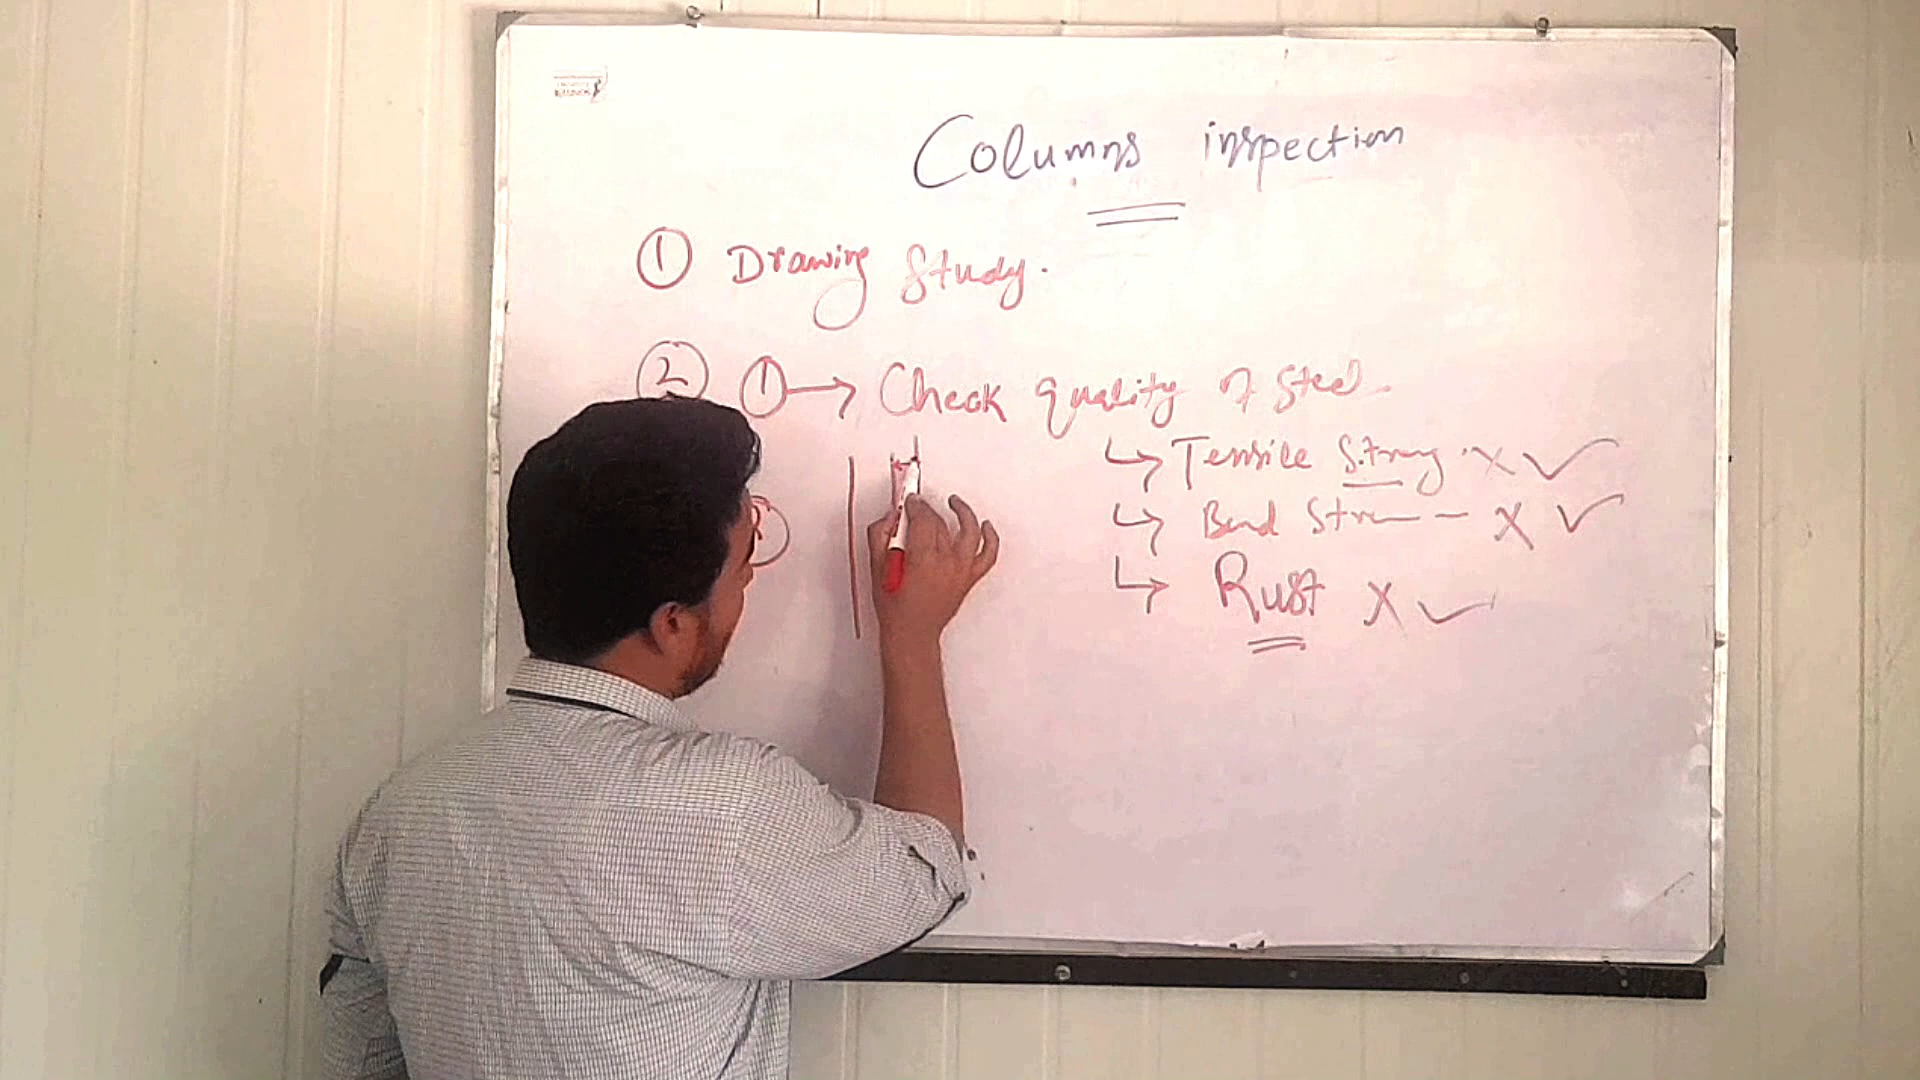 Columns inspection
① Drawing Study.
② ① → Check quality of steel.
↳ Tensile Streng. X ✓
↳ Bend Stre — X ✓
↳ Rust X ✓